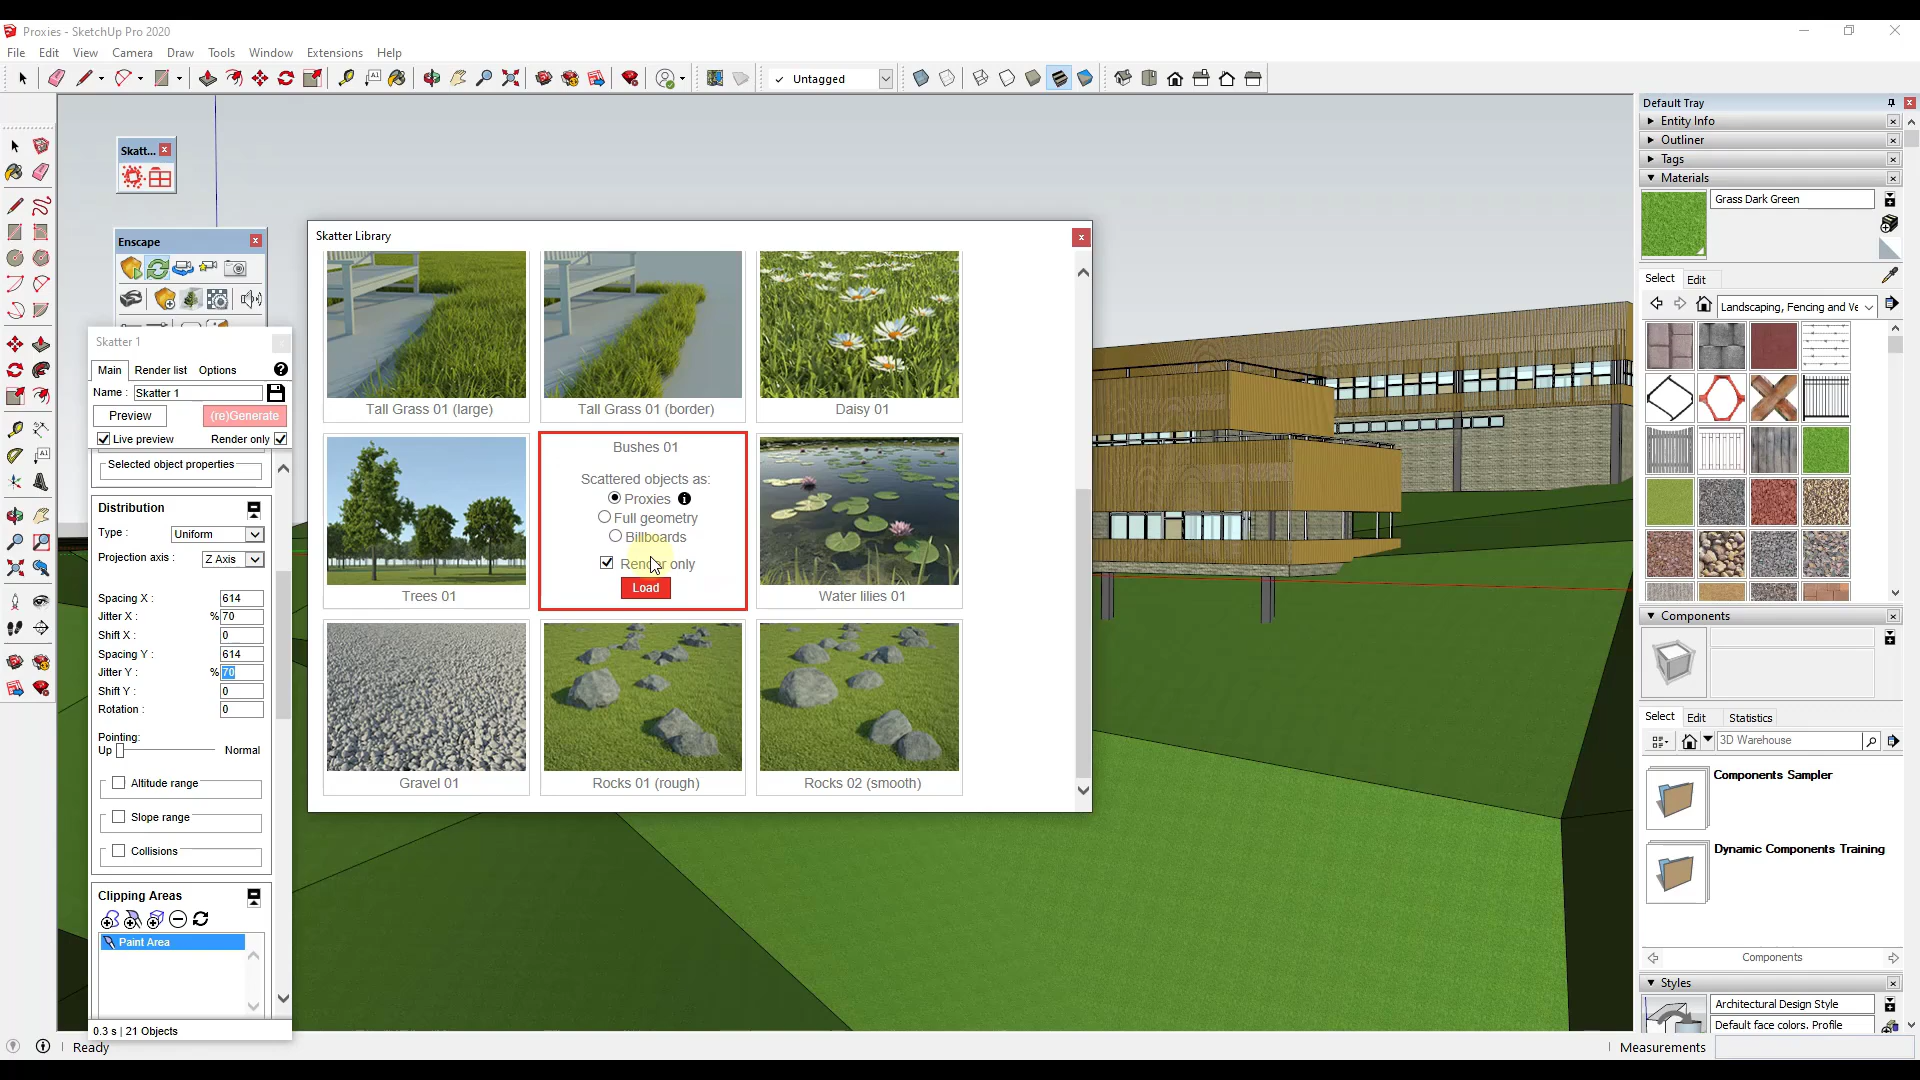 Proxies - SketchUp Pro 2020
File Edit View Camera Draw Tools Window Extensions Help
Untagged
Default Tray
Entity Info
Outliner
Tags
Materials
Grass Dark Green
Select Edit
Landscaping, Fencing and Ve
Components
Select Edit Statistics
3D Warehouse
Components Sampler
Dynamic Components Training
Components
Styles
Architectural Design Style
Default face colors. Profile
Skatt...
Enscape
Skatter 1
Main Render list Options
Name : Skatter 1
Preview (re)Generate
Live preview Render only
Selected object properties
Distribution
Type : Uniform
Projection axis : Z Axis
Spacing X : 614
Jitter X : % 70
Shift X : 0
Spacing Y : 614
Jitter Y : % 70
Shift Y : 0
Rotation : 0
Pointing:
Up Normal
Altitude range
Slope range
Collisions
Clipping Areas
Paint Area
0.3 s | 21 Objects
Skatter Library
Tall Grass 01 (large)
Tall Grass 01 (border)
Daisy 01
Trees 01
Bushes 01
Scattered objects as:
Proxies
Full geometry
Billboards
Render only
Load
Water lilies 01
Gravel 01
Rocks 01 (rough)
Rocks 02 (smooth)
Ready
Measurements